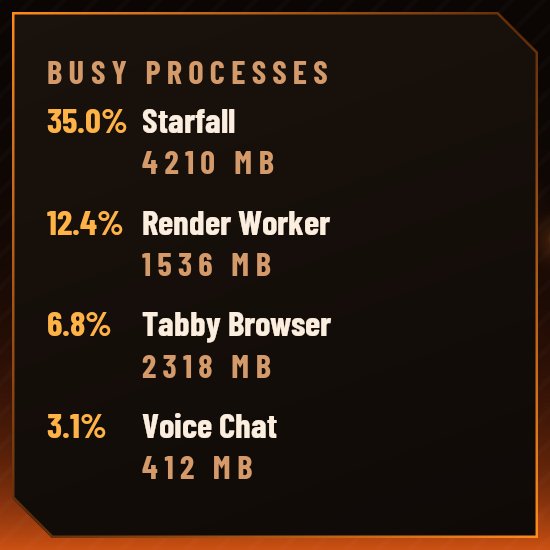 BUSY PROCESSES
35.0% Starfall
4210 MB
12.4% Render Worker
1536 MB
6.8% Tabby Browser
2318 MB
3.1% Voice Chat
412 MB